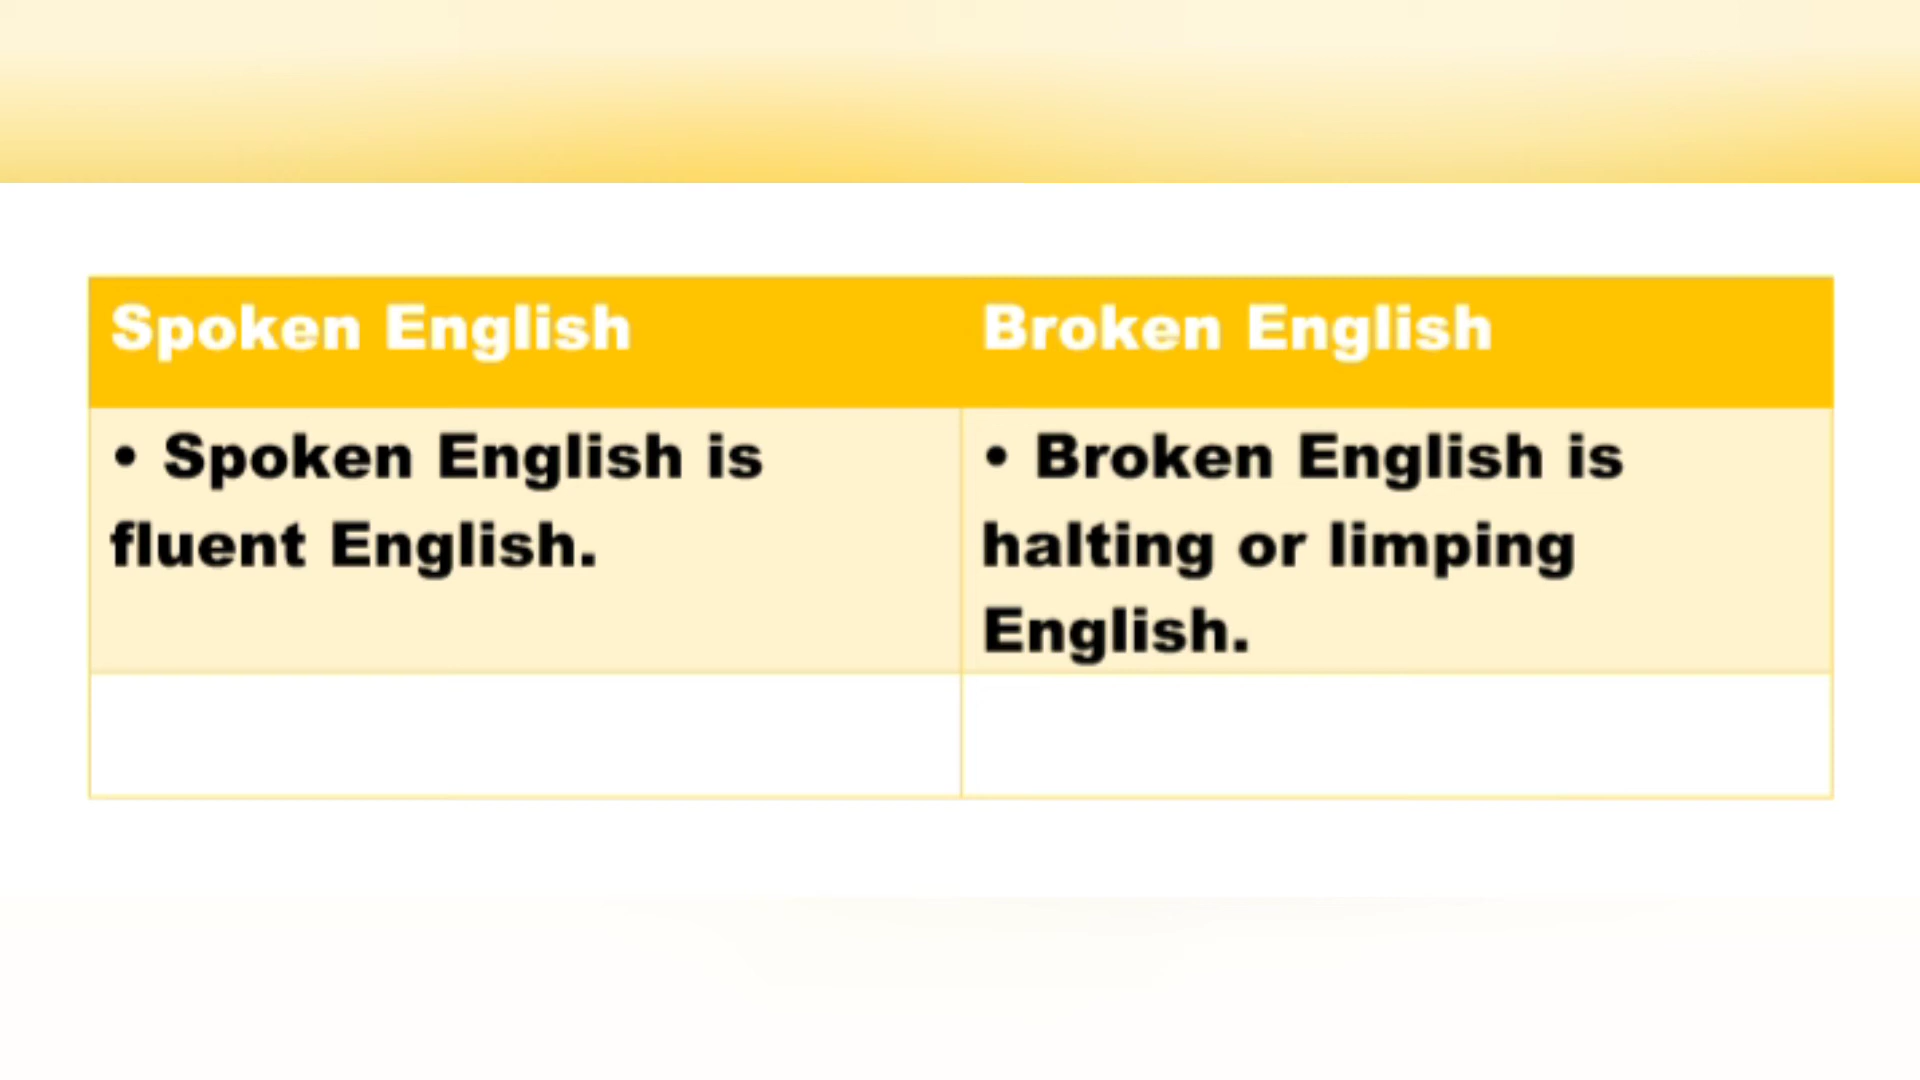 Spoken English
Broken English
• Spoken English is
fluent English.
• Broken English is
halting or limping
English.